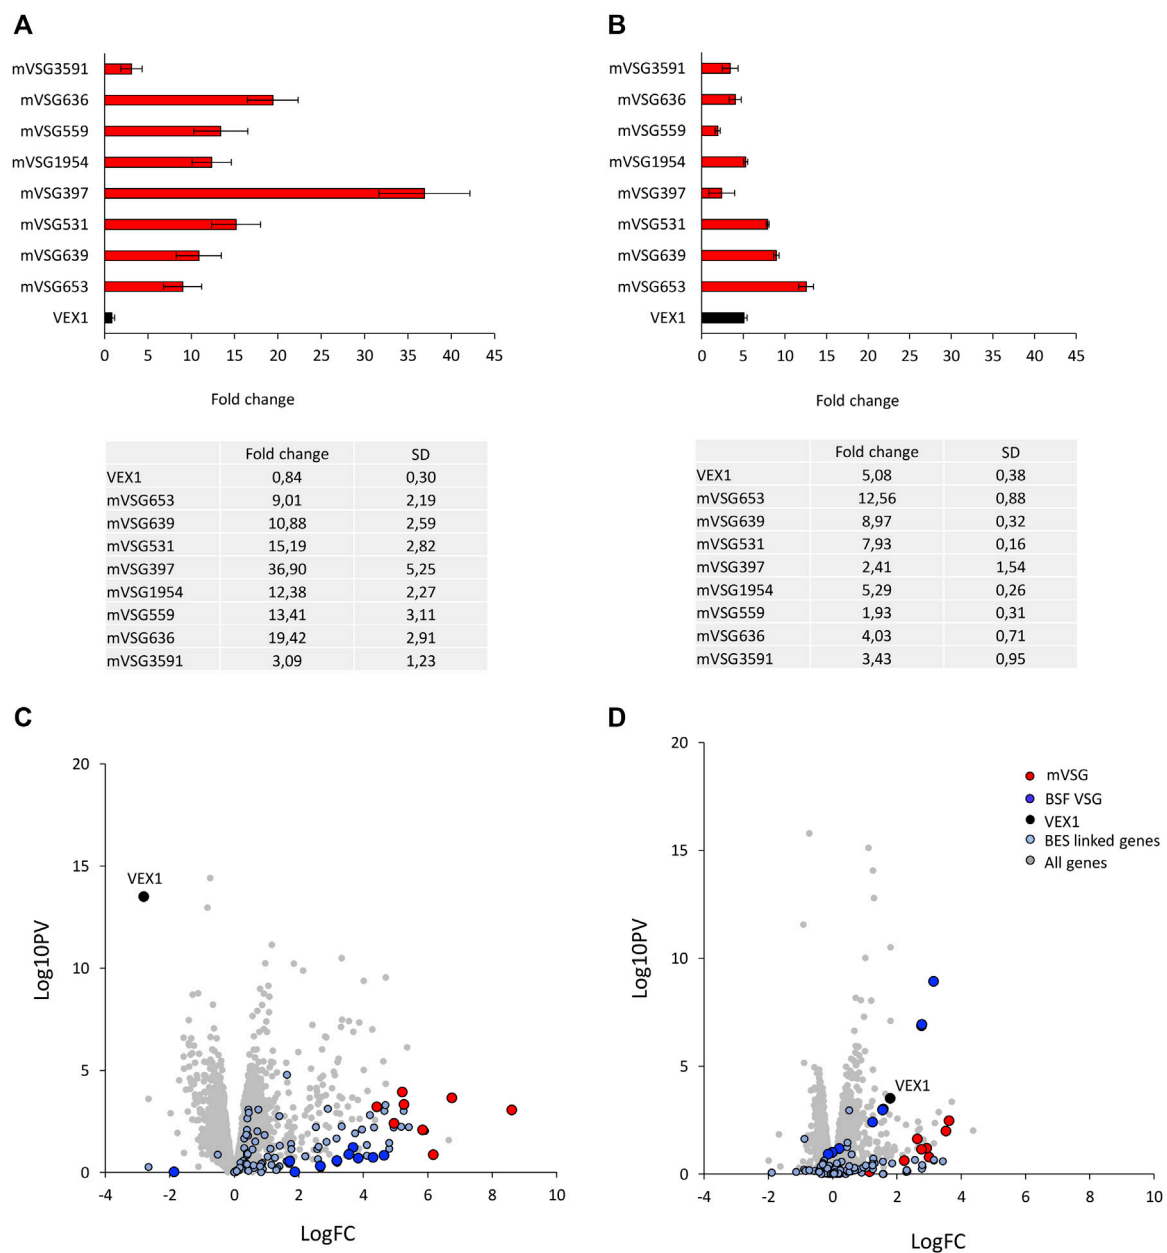 A
mVSG3591
mVSG636
mVSG559
mVSG1954
mVSG397
mVSG531
mVSG639
mVSG653
VEX1
0 5 10 15 20 25 30 35 40 45
Fold change
Fold change SD
VEX1 0,84 0,30
mVSG653 9,01 2,19
mVSG639 10,88 2,59
mVSG531 15,19 2,82
mVSG397 36,90 5,25
mVSG1954 12,38 2,27
mVSG559 13,41 3,11
mVSG636 19,42 2,91
mVSG3591 3,09 1,23
B
mVSG3591
mVSG636
mVSG559
mVSG1954
mVSG397
mVSG531
mVSG639
mVSG653
VEX1
0 5 10 15 20 25 30 35 40 45
Fold change
Fold change SD
VEX1 5,08 0,38
mVSG653 12,56 0,88
mVSG639 8,97 0,32
mVSG531 7,93 0,16
mVSG397 2,41 1,54
mVSG1954 5,29 0,26
mVSG559 1,93 0,31
mVSG636 4,03 0,71
mVSG3591 3,43 0,95
C
20
15
10
5
0
Log10PV
VEX1
-4 -2 0 2 4 6 8 10
LogFC
D
20
15
10
5
0
Log10PV
mVSG
BSF VSG
VEX1
BES linked genes
All genes
VEX1
-4 -2 0 2 4 6 8 10
LogFC